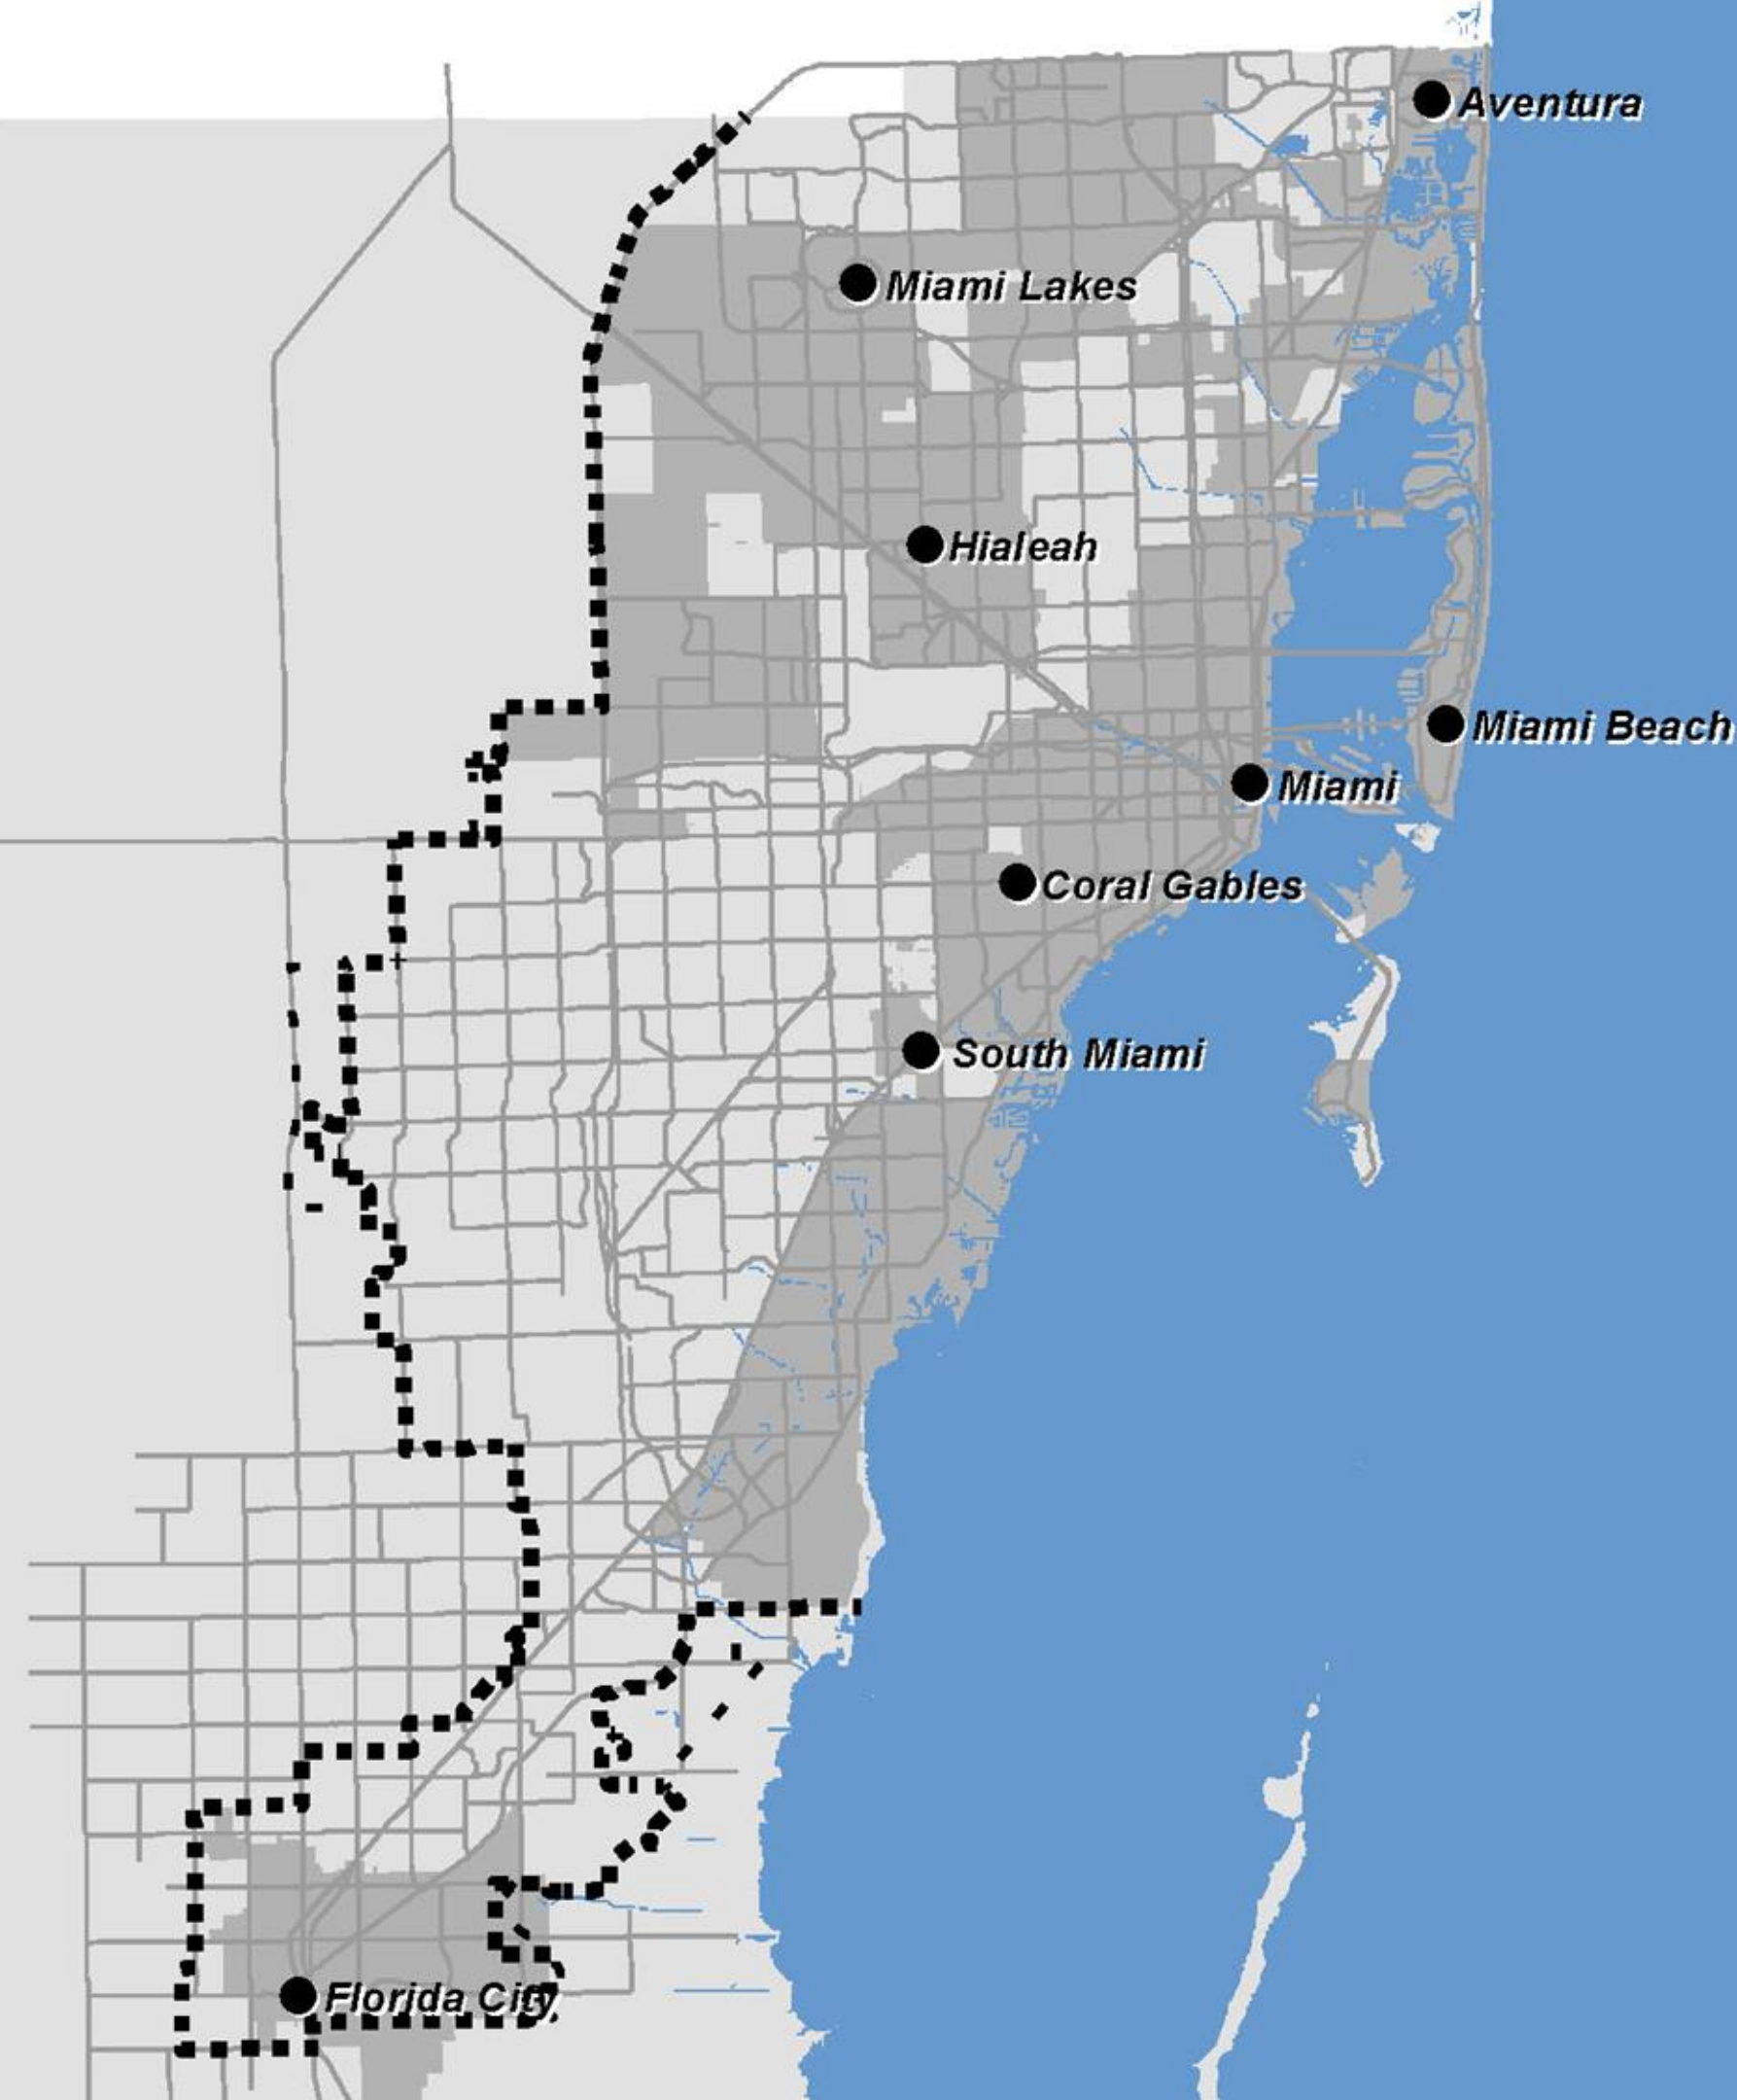 Aventura
Miami Lakes
Hialeah
Miami Beach
Miami
Coral Gables
South Miami
Florida City